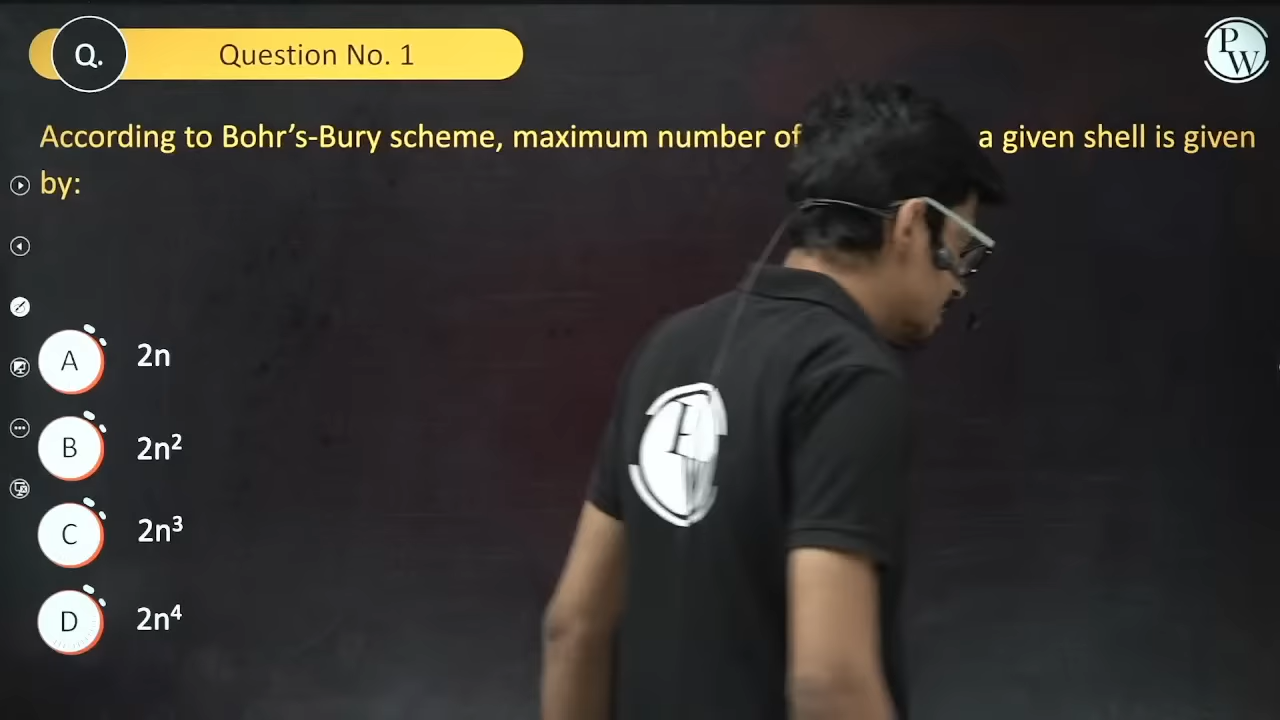 Q.
Question No. 1
PW
According to Bohr’s-Bury scheme, maximum number of a given shell is given
by:
A 2n
B 2n²
C 2n³
D 2n⁴